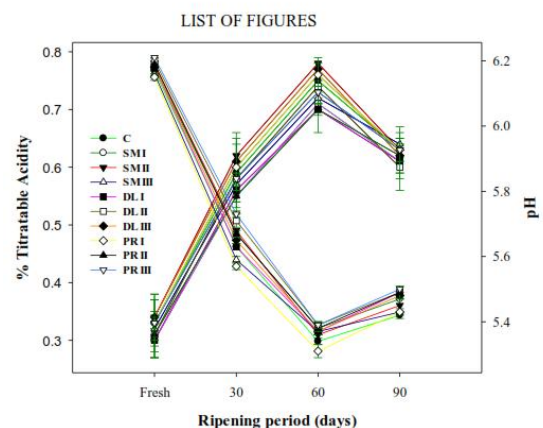 LIST OF FIGURES
0.8
0.7
0.6
0.5
0.4
0.3
% Titratable Acidity
C
SM I
SM II
SM III
DL I
DL II
DL III
PR I
PR II
PR III
6.2
6.0
5.8
5.6
5.4
pH
Fresh 30 60 90
Ripening period (days)